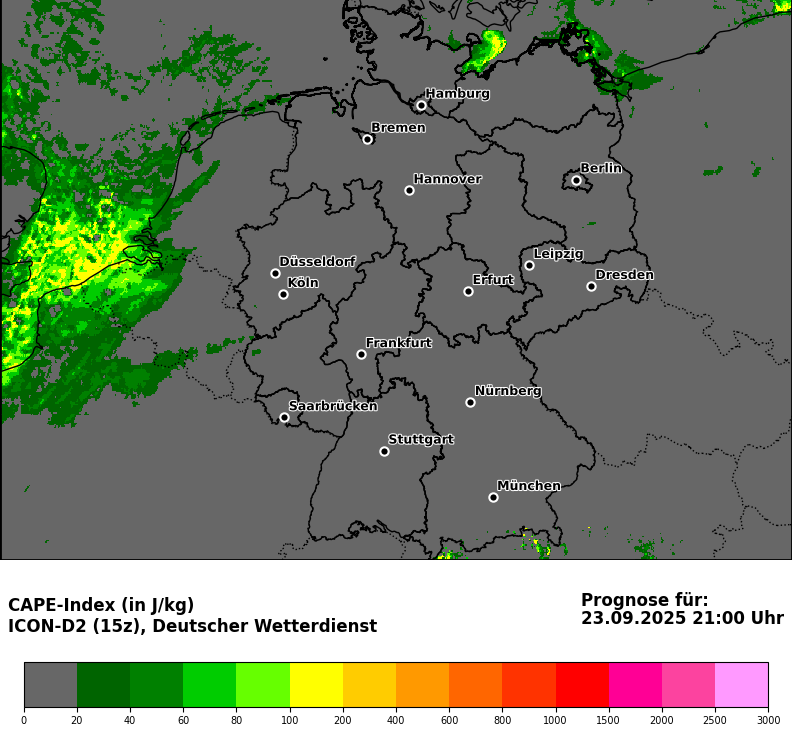 Hamburg
Bremen
Berlin
Hannover
Leipzig
Düsseldorf
Dresden
Köln
Erfurt
Frankfurt
Nürnberg
Saarbrücken
Stuttgart
München
CAPE-Index (in J/kg)
ICON-D2 (15z), Deutscher Wetterdienst
Prognose für:
23.09.2025 21:00 Uhr
0 20 40 60 80 100 200 400 600 800 1000 1500 2000 2500 3000